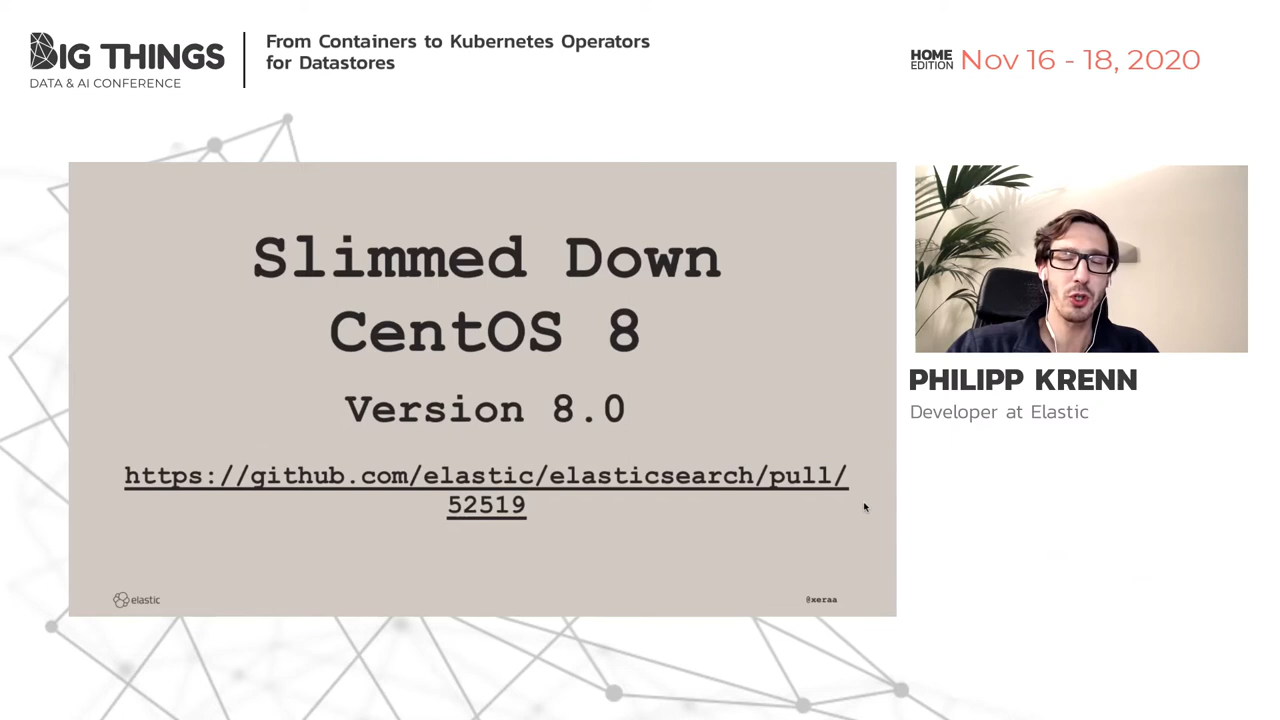 BIG THINGS
DATA & AI CONFERENCE
From Containers to Kubernetes Operators
for Datastores
HOME
EDITION
Nov 16 - 18, 2020
Slimmed Down
CentOS 8
Version 8.0
https://github.com/elastic/elasticsearch/pull/
52519
elastic
@xeraa
PHILIPP KRENN
Developer at Elastic